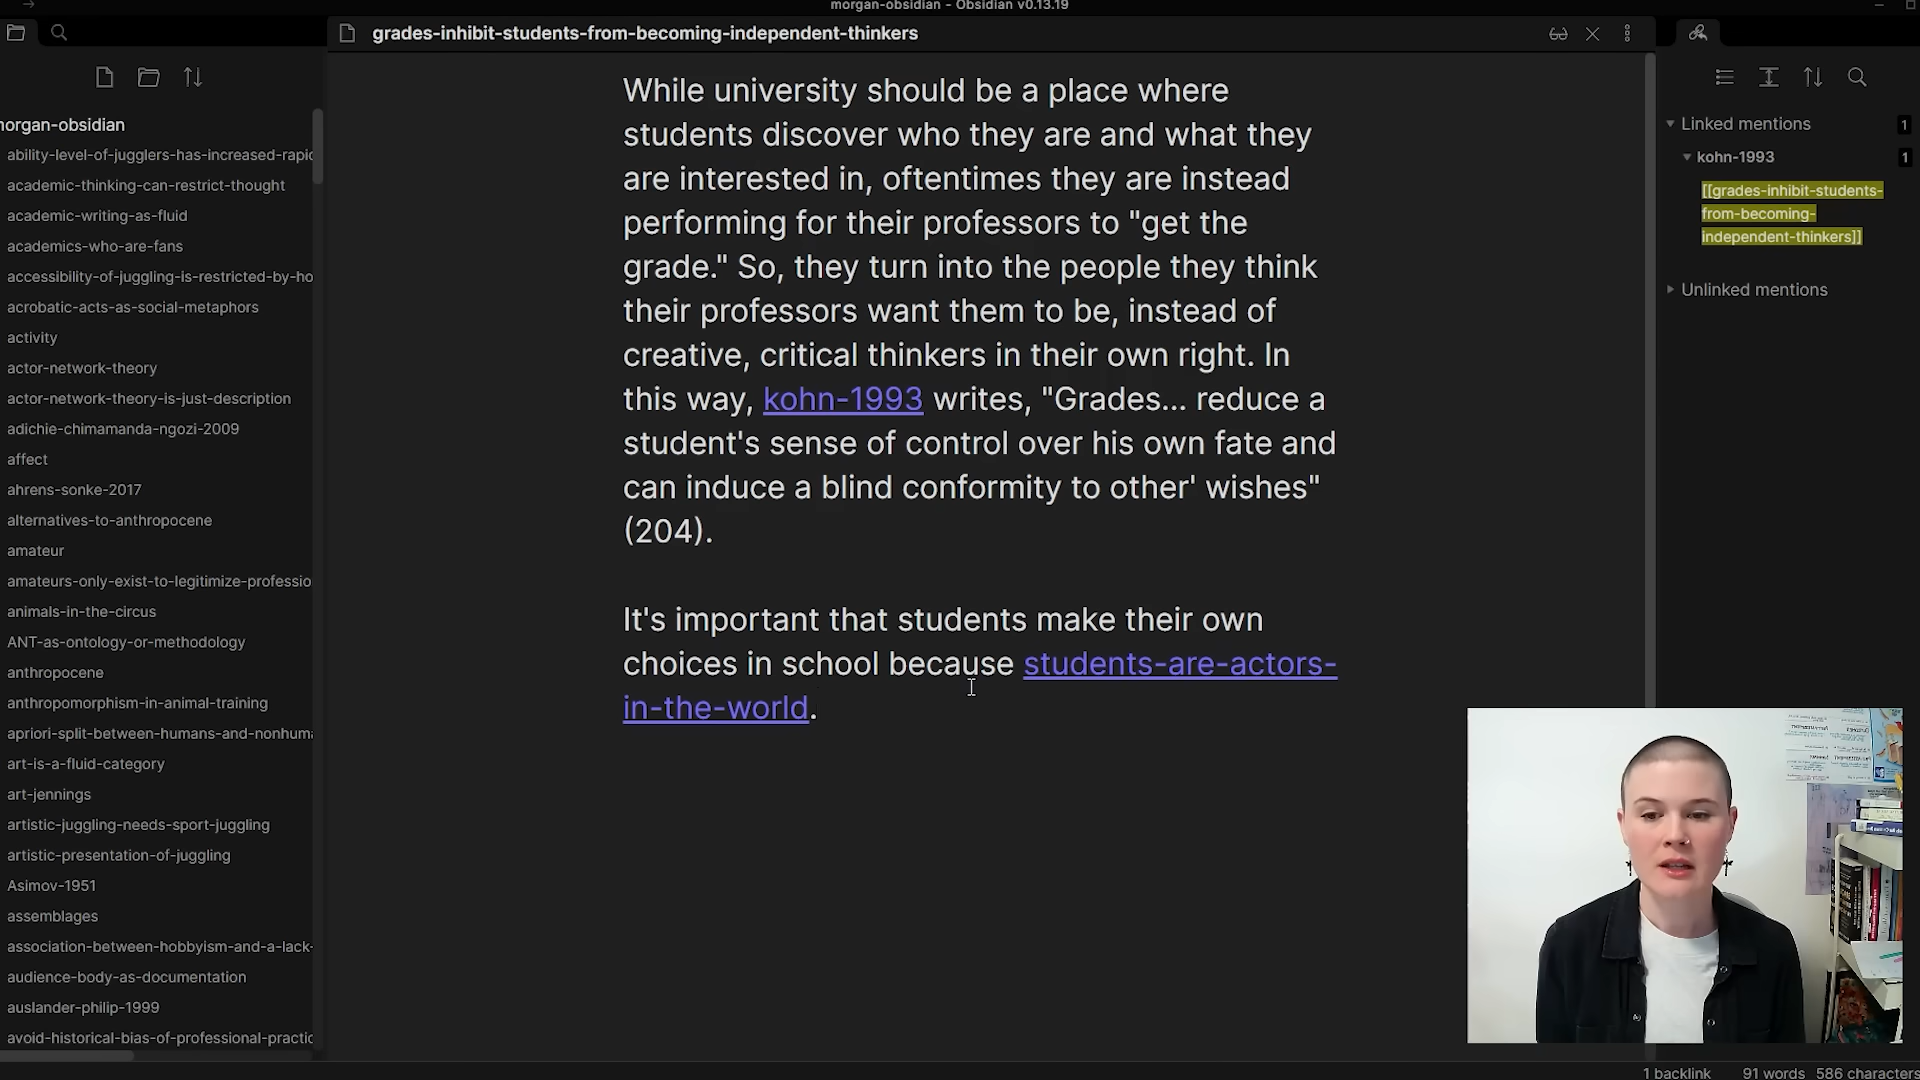 morgan-obsidian - Obsidian v0.13.19
grades-inhibit-students-from-becoming-independent-thinkers
morgan-obsidian
ability-level-of-jugglers-has-increased-rapid
academic-thinking-can-restrict-thought
academic-writing-as-fluid
academics-who-are-fans
accessibility-of-juggling-is-restricted-by-ho
acrobatic-acts-as-social-metaphors
activity
actor-network-theory
actor-network-theory-is-just-description
adichie-chimamanda-ngozi-2009
affect
ahrens-sonke-2017
alternatives-to-anthropocene
amateur
amateurs-only-exist-to-legitimize-professio
animals-in-the-circus
ANT-as-ontology-or-methodology
anthropocene
anthropomorphism-in-animal-training
apriori-split-between-humans-and-nonhuma
art-is-a-fluid-category
art-jennings
artistic-juggling-needs-sport-juggling
artistic-presentation-of-juggling
Asimov-1951
assemblages
association-between-hobbyism-and-a-lack-
audience-body-as-documentation
auslander-philip-1999
avoid-historical-bias-of-professional-practic
While university should be a place where
students discover who they are and what they
are interested in, oftentimes they are instead
performing for their professors to "get the
grade." So, they turn into the people they think
their professors want them to be, instead of
creative, critical thinkers in their own right. In
this way, kohn-1993 writes, "Grades... reduce a
student's sense of control over his own fate and
can induce a blind conformity to other' wishes"
(204).
It's important that students make their own
choices in school because students-are-actors-
in-the-world.
Linked mentions 1
kohn-1993 1
[[grades-inhibit-students-
from-becoming-
independent-thinkers]]
Unlinked mentions
1 backlink 91 words 586 characters